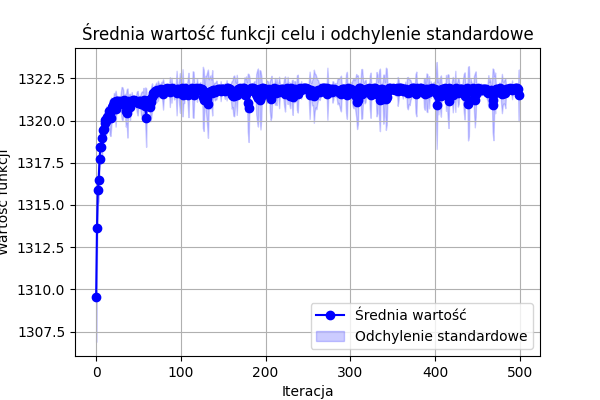 Średnia wartość funkcji celu i odchylenie standardowe
1322.5
1320.0
1317.5
1315.0
1312.5
1310.0
1307.5
Wartość funkcji
Średnia wartość
Odchylenie standardowe
0 100 200 300 400 500
Iteracja